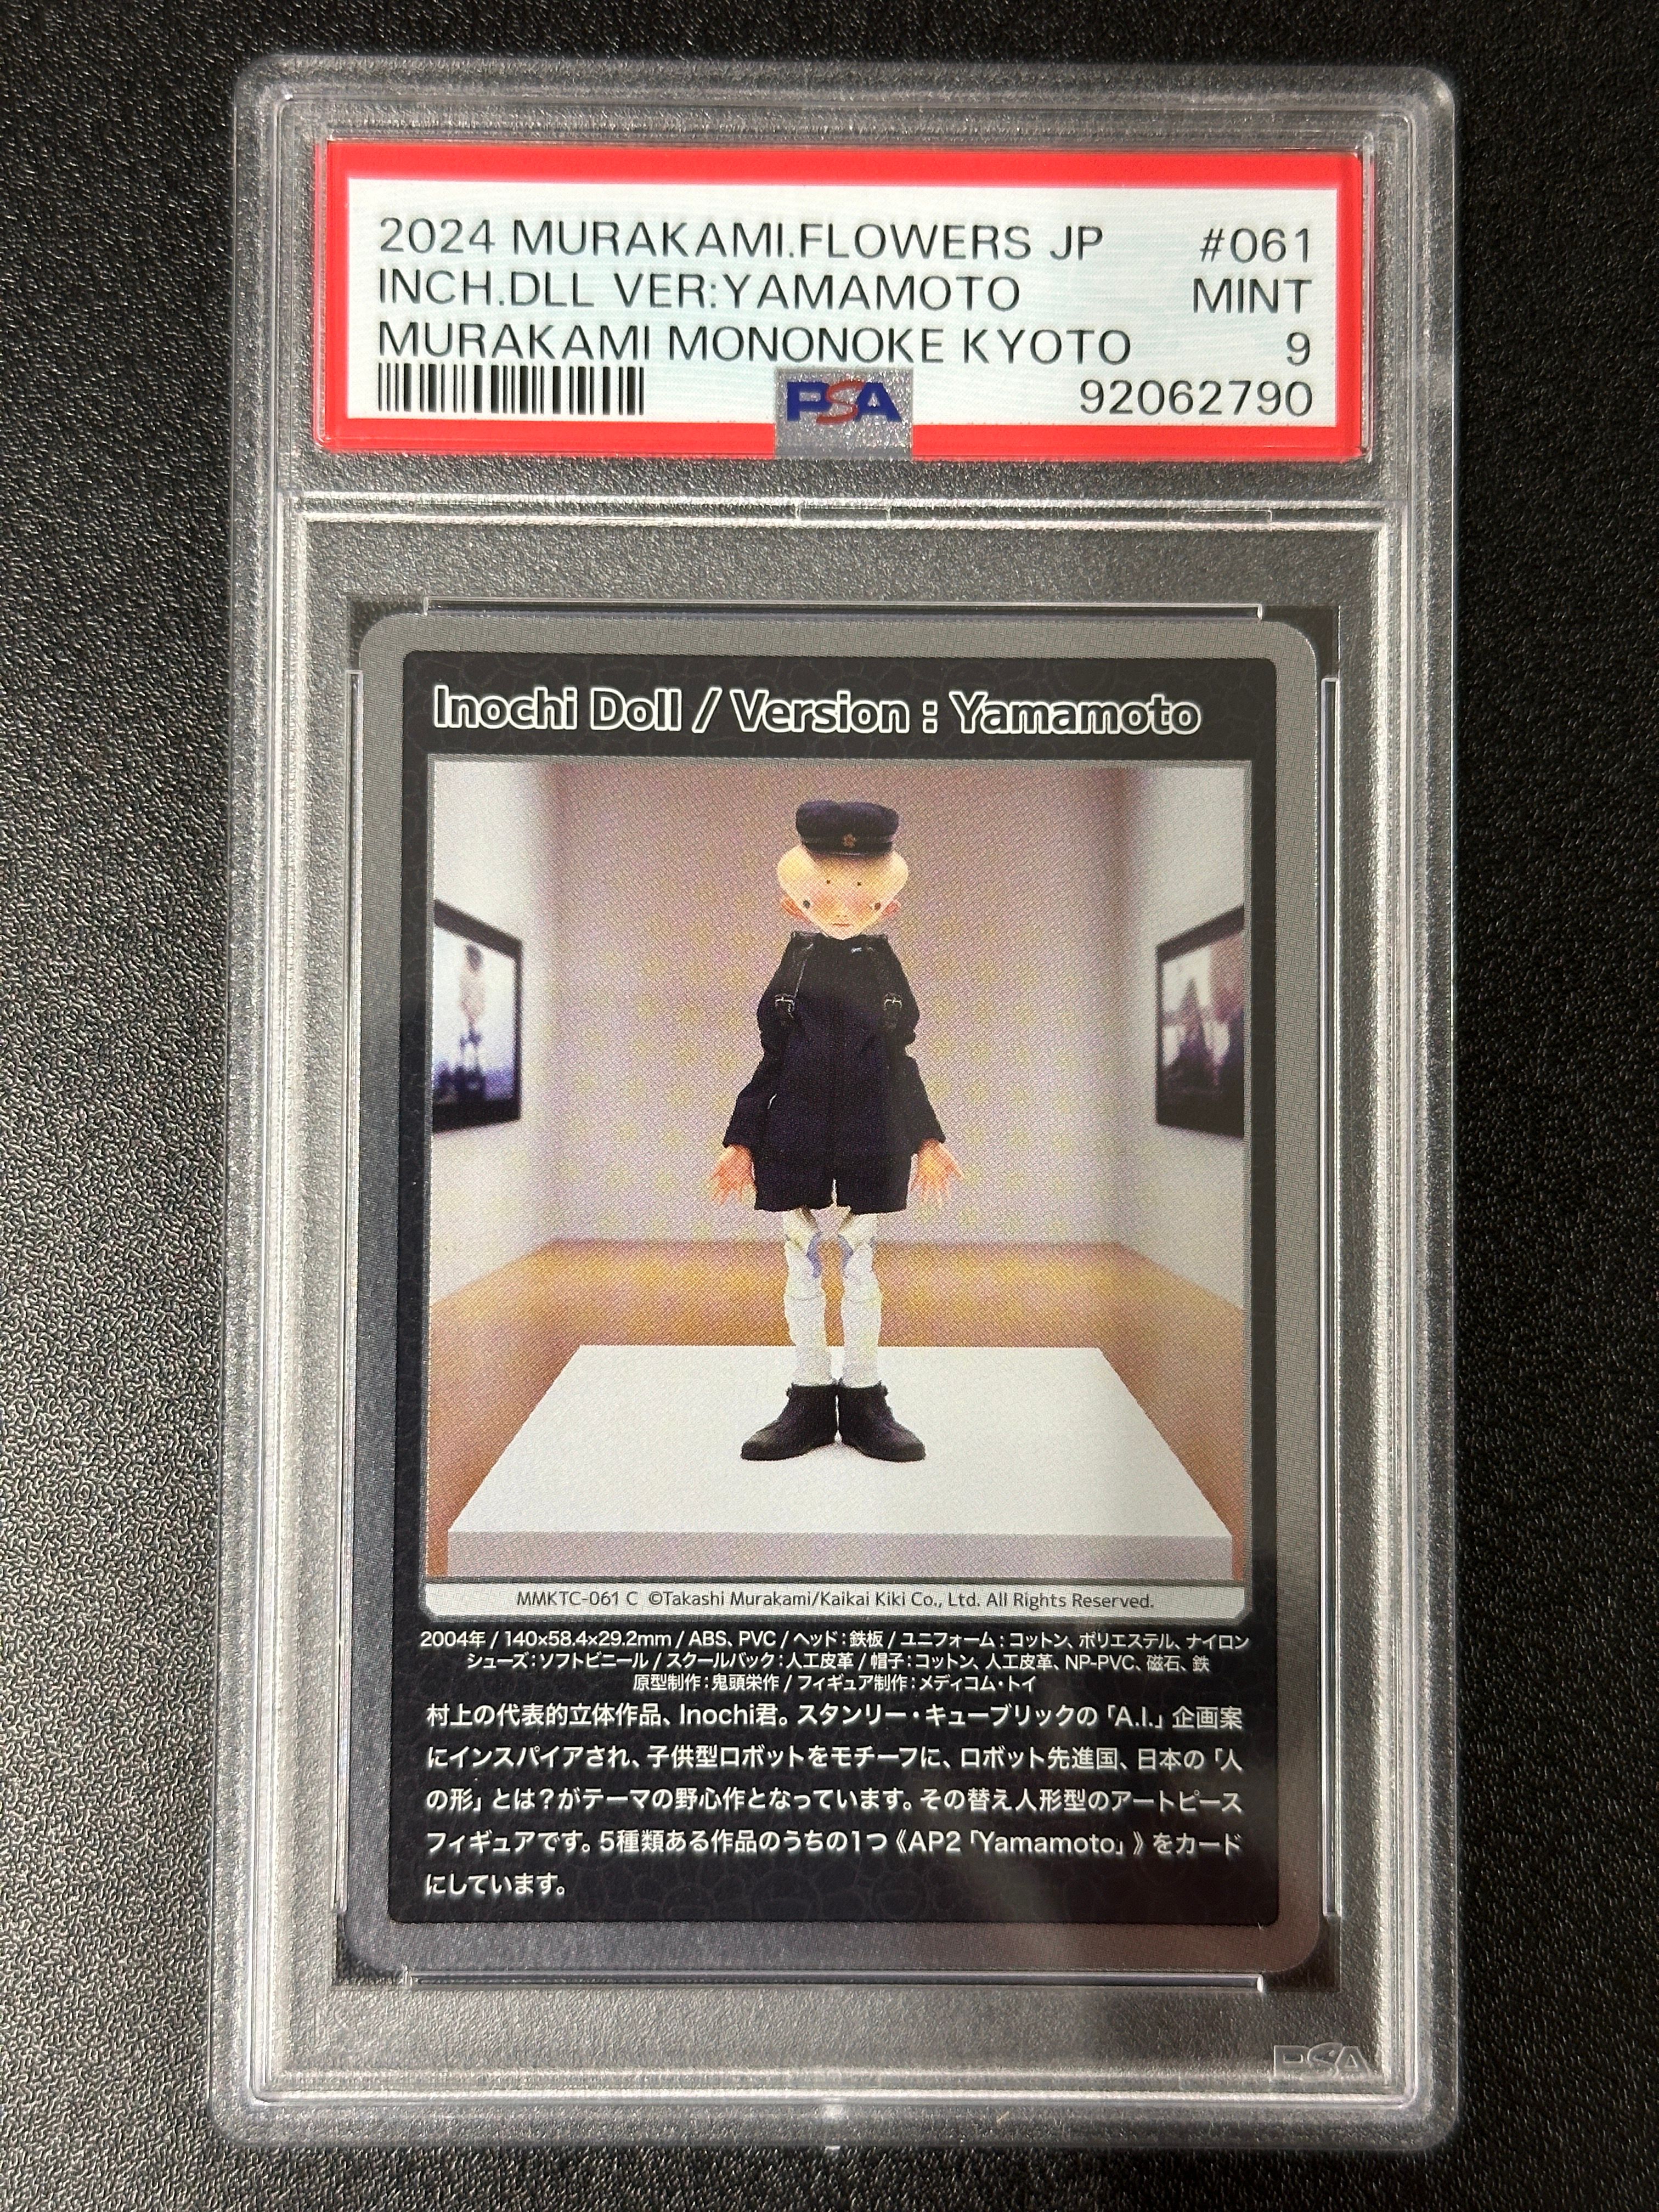 2024 MURAKAMI.FLOWERS JP #061
INCH.DLL VER:YAMAMOTO MINT
MURAKAMI MONONOKE KYOTO 9
PSA 92062790
Inochi Doll / Version : Yamamoto
MMKTC-061 C ©Takashi Murakami/Kaikai Kiki Co., Ltd. All Rights Reserved.
2004年 / 140×58.4×29.2mm / ABS、PVC / ヘッド：鉄板 / ユニフォーム：コットン、ポリエステル、ナイロン
シューズ：ソフトビニール / スクールバック：人工皮革 / 帽子：コットン、人工皮革、NP-PVC、磁石、鉄
原型制作：鬼頭栄作 / フィギュア制作：メディコム・トイ
村上の代表的立体作品、Inochi君。スタンリー・キューブリックの「A.I.」企画案
にインスパイアされ、子供型ロボットをモチーフに、ロボット先進国、日本の「人
の形」とは？がテーマの野心作となっています。その替え人形型のアートピース
フィギュアです。5種類ある作品のうちの1つ《AP2「Yamamoto」》をカード
にしています。
PSA